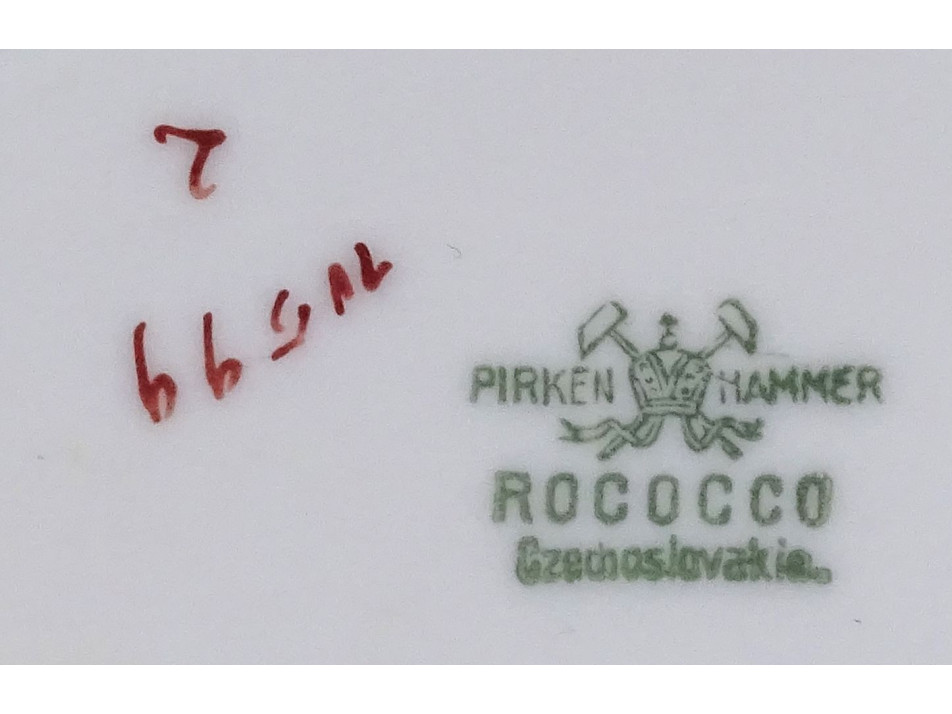 PIRKEN HAMMER
ROCOCCO
Czechoslovakia.